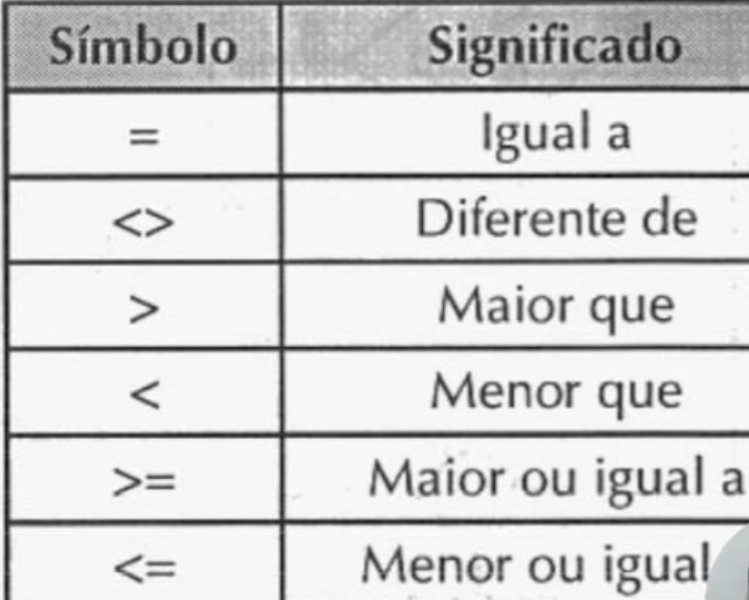 Símbolo Significado
= Igual a
<> Diferente de
> Maior que
< Menor que
>= Maior ou igual a
<= Menor ou igual